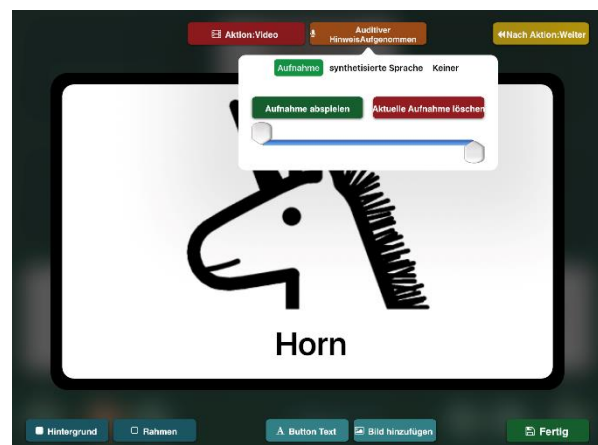 Aktion:Video
Auditiver
HinweisAufgenommen
Nach Aktion:Weiter
Aufnahme synthetisierte Sprache Keiner
Aufnahme abspielen
Aktuelle Aufnahme löschen
Horn
Hintergrund
Rahmen
A Button Text
Bild hinzufügen
Fertig